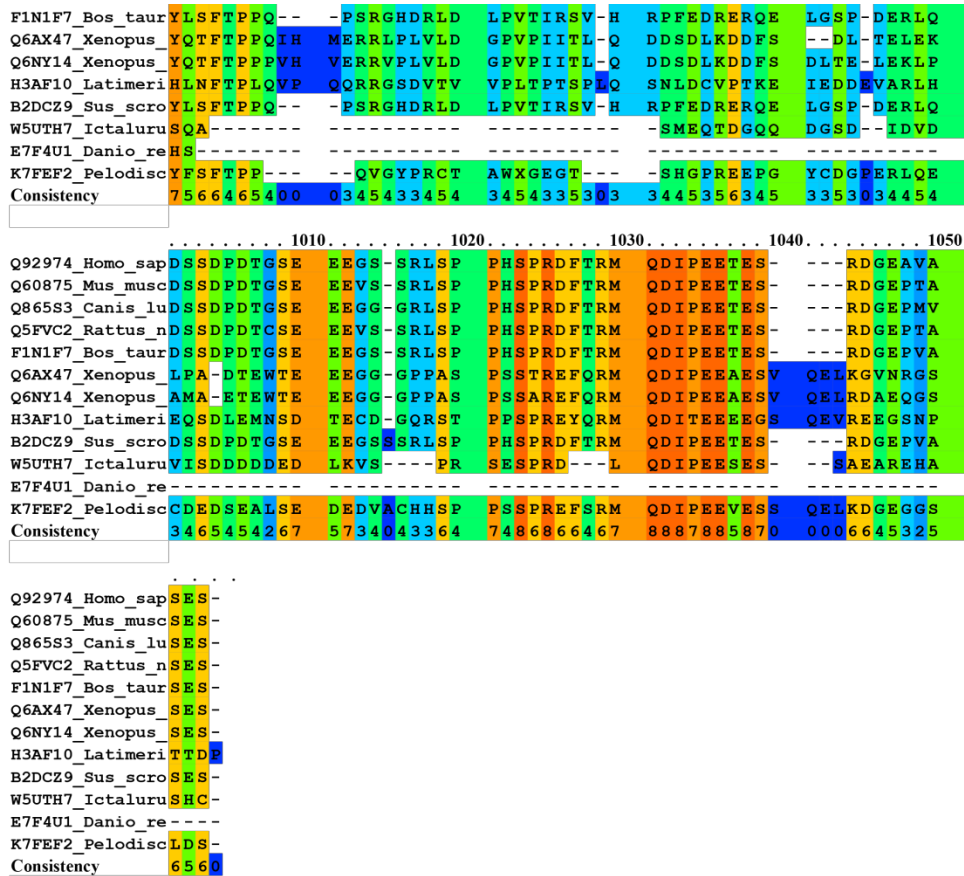 F1N1F7_Bos_taur YLSFTPPQ-- -PSRGHDRLD LPVTIRSV-H RPFEDRERQE LGSP-DERLQ
Q6AX47_Xenopus_ YQTFTPPQIH MERRLPLVLD GPVPIITL-Q DDSDLKDDFS --DL-TELEK
Q6NY14_Xenopus_ YQTFTPPPVH VERRVPLVLD GPVPIITL-Q DDSDLKDDFS DLTE-LEKLP
H3AF10_Latimeri HLNFTPLQVP QQRRGSDVTV VPLTPTSPLQ SNLDCVPTKE IEDDEVARLH
B2DCZ9_Sus_scro YLSFTPPQ-- -PSRGHDRLD LPVTIRSV-H RPFEDRERQE LGSP-DERLQ
W5UTH7_Ictaluru SQA------- ---------- ---------- SMEQTDGQQD DGSD--IDVD
E7F4U1_Danio_re HS-------- ---------- ---------- ---------- ----------
K7FEF2_Pelodisc YFSFTPP--- --QVGYPRCT AWXGEGT--- SHGPREEPG YCDGPERLQE
Consistency 7566465400 0345433454 3454335303 344536345 3353034454
. . . . 1010 . . . . 1020 . . . . 1030 . . . . 1040 . . . . 1050
Q92974_Homo_sap DSSDPDTGSE EEGS-SRLSP PHSPRDFTRM QDIPEETES- ---RDGEAVA
Q60875_Mus_musc DSSDPDTGSE EEVS-SRLSP PHSPRDFTRM QDIPEETES- ---RDGEPTA
Q865S3_Canis_lu DSSDPDTGSE EEGG-GRLSP PHSPRDFTRM QDIPEETES- ---RDGEPMV
Q5FVC2_Rattus_n DSSDPDTCSE EEVS-SRLSP PHSPRDFTRM QDIPEETES- ---RDGEPTA
F1N1F7_Bos_taur DSSDPDTGSE EEGS-SRLSP PHSPRDFTRM QDIPEETES- ---RDGEPVA
Q6AX47_Xenopus_ LPA-DTEWTE EEGG-GPPAS PSSTREFQRM QDIPEEAESV QELKGVNRGS
Q6NY14_Xenopus_ AMA-ETEWTE EEGG-GPPAS PSSAREFQRM QDIPEEAESV QELRDAEQGS
H3AF10_Latimeri EQSDLEMNSD TECD-GQRST PPSPREYQRM QDITEEEEGS QEVREEGSNP
B2DCZ9_Sus_scro DSSDPDTGSE EEGSSSRLSP PHSPRDFTRM QDIPEETES- ---RDGEPVA
W5UTH7_Ictaluru VISDDDDDED LKVS----PR SESPRD---L QDIPEESES- --SAEAREHA
E7F4U1_Danio_re ---------- ---------- ---------- ---------- ----------
K7FEF2_Pelodisc CDEDSEALSE DEDVACHHSP PSSPREFSRM QDIPEEVESS QELKDGEGGS
Consistency 3465454267 5734043364 7486866467 8887885870 0006645325
. . . .
Q92974_Homo_sap SES-
Q60875_Mus_musc SES-
Q865S3_Canis_lu SES-
Q5FVC2_Rattus_n SES-
F1N1F7_Bos_taur SES-
Q6AX47_Xenopus_ SES-
Q6NY14_Xenopus_ SES-
H3AF10_Latimeri TTDP
B2DCZ9_Sus_scro SES-
W5UTH7_Ictaluru SHC-
E7F4U1_Danio_re ----
K7FEF2_Pelodisc LDS-
Consistency 6560